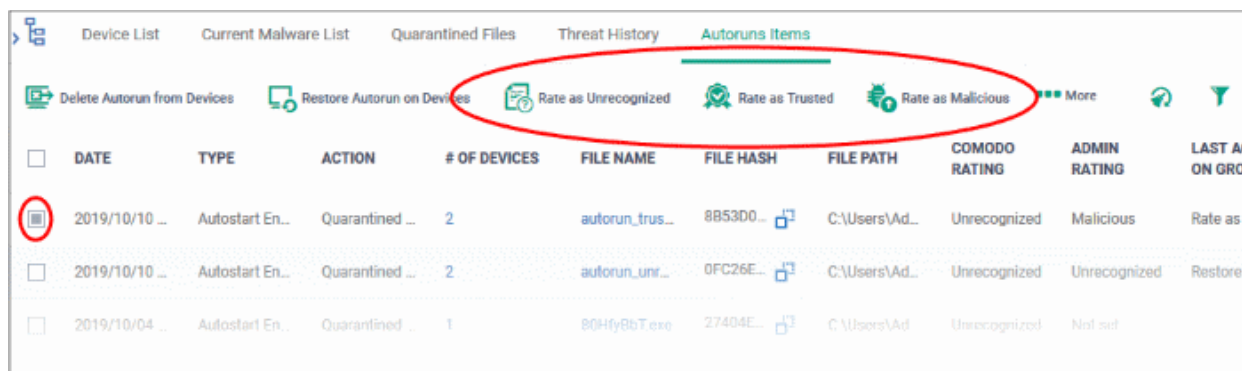 Device List Current Malware List Quarantined Files Threat History Autoruns Items
Delete Autorun from Devices Restore Autorun on Devices Rate as Unrecognized Rate as Trusted Rate as Malicious More
DATE TYPE ACTION # OF DEVICES FILE NAME FILE HASH FILE PATH COMODO RATING ADMIN RATING LAST A ON GRO
2019/10/10 ... Autostart En... Quarantined ... 2 autorun_trus... 8B53D0... C:\Users\Ad... Unrecognized Malicious Rate as
2019/10/10 ... Autostart En... Quarantined ... 2 autorun_unr... 0FC26E... C:\Users\Ad... Unrecognized Unrecognized Restore
2019/10/04 ... Autostart En... Quarantined ... 1 80HfyBbT.exe 27404E... C:\Users\Ad... Unrecognized Not set